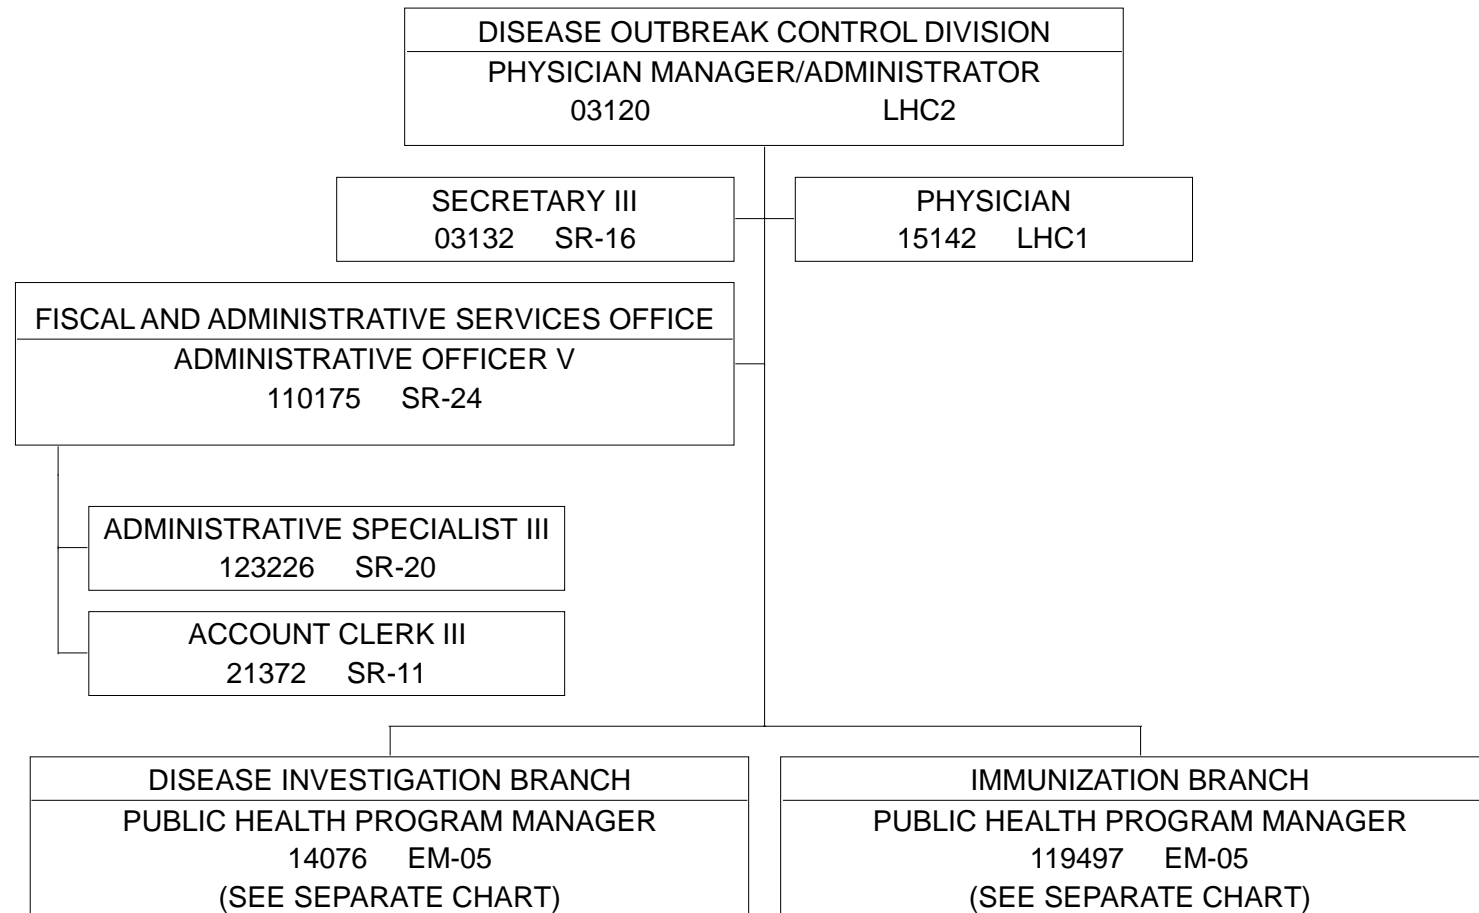 DISEASE OUTBREAK CONTROL DIVISION
PHYSICIAN MANAGER/ADMINISTRATOR
03120 LHC2
SECRETARY III
03132 SR-16
PHYSICIAN
15142 LHC1
FISCAL AND ADMINISTRATIVE SERVICES OFFICE
ADMINISTRATIVE OFFICER V
110175 SR-24
ADMINISTRATIVE SPECIALIST III
123226 SR-20
ACCOUNT CLERK III
21372 SR-11
DISEASE INVESTIGATION BRANCH
PUBLIC HEALTH PROGRAM MANAGER
14076 EM-05
(SEE SEPARATE CHART)
IMMUNIZATION BRANCH
PUBLIC HEALTH PROGRAM MANAGER
119497 EM-05
(SEE SEPARATE CHART)